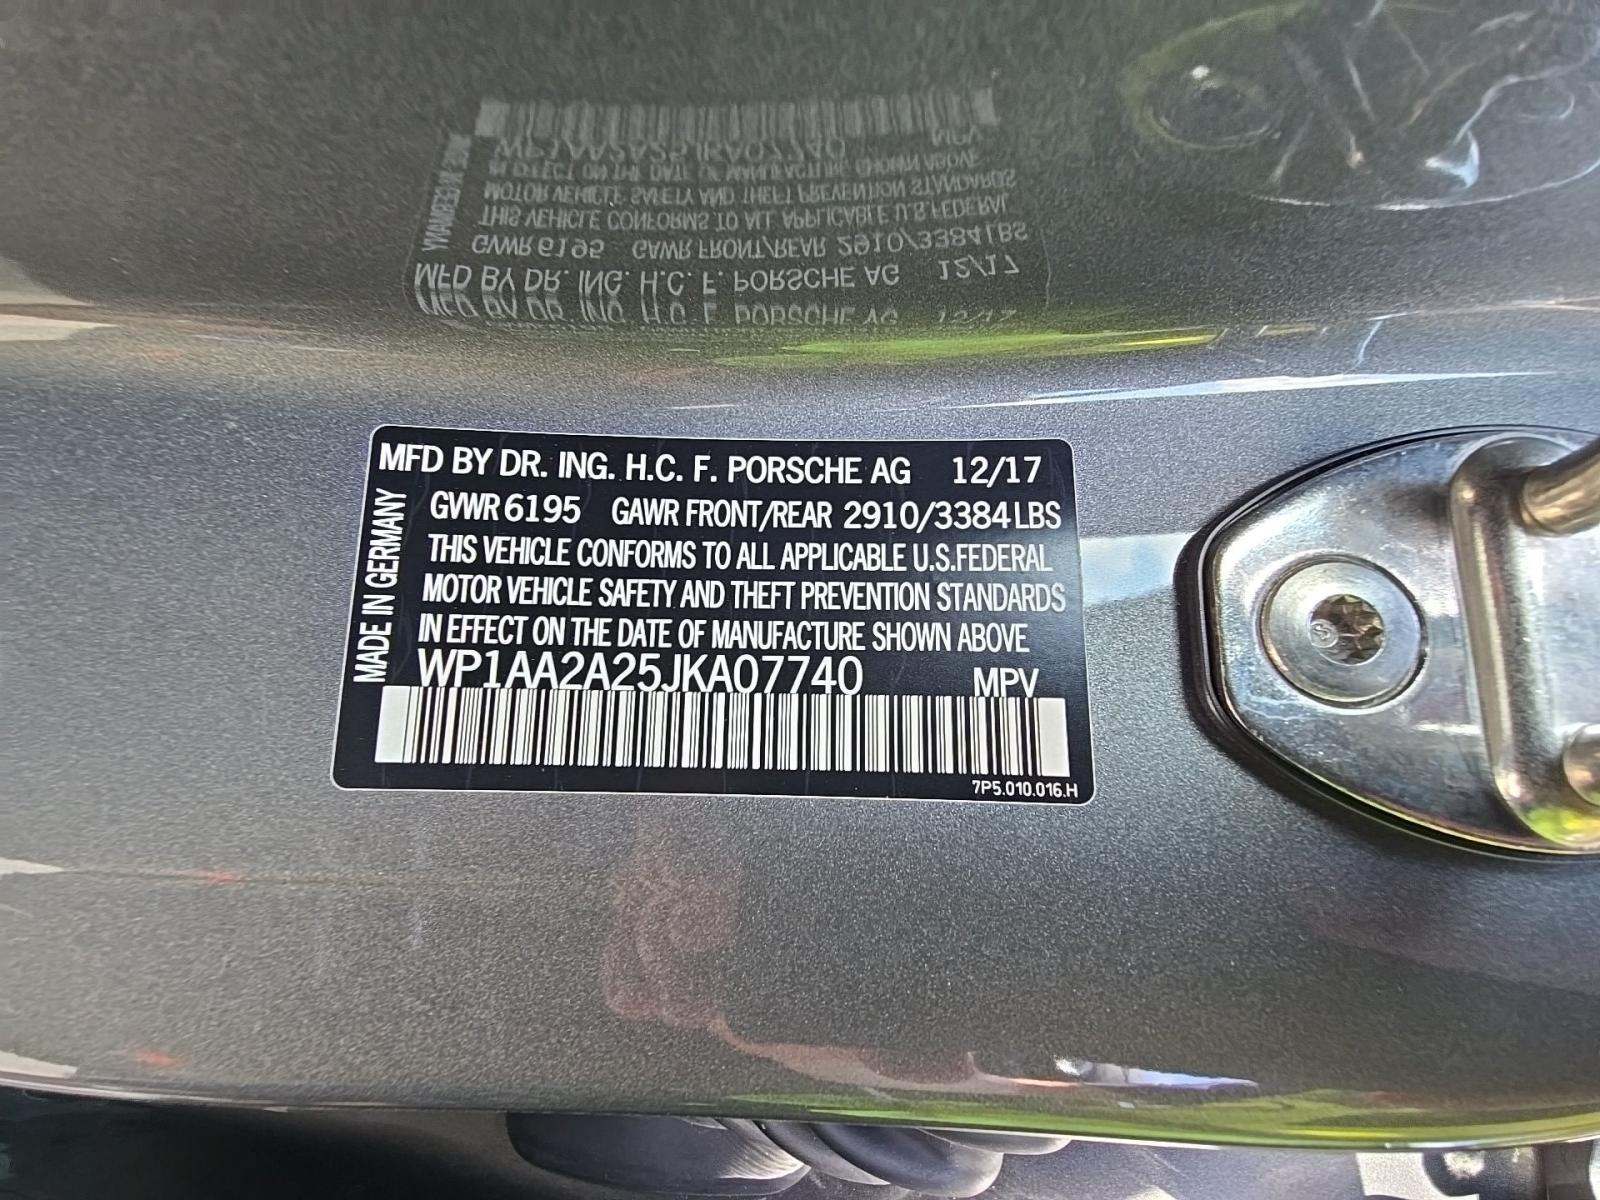 MFD BY DR. ING. H.C. F. PORSCHE AG 12/17
GVWR 6195 GAWR FRONT/REAR 2910/3384 LBS
THIS VEHICLE CONFORMS TO ALL APPLICABLE U.S.FEDERAL
MOTOR VEHICLE SAFETY AND THEFT PREVENTION STANDARDS
IN EFFECT ON THE DATE OF MANUFACTURE SHOWN ABOVE
WP1AA2A25JKA07740 MPV
7P5.010.016.H
MADE IN GERMANY